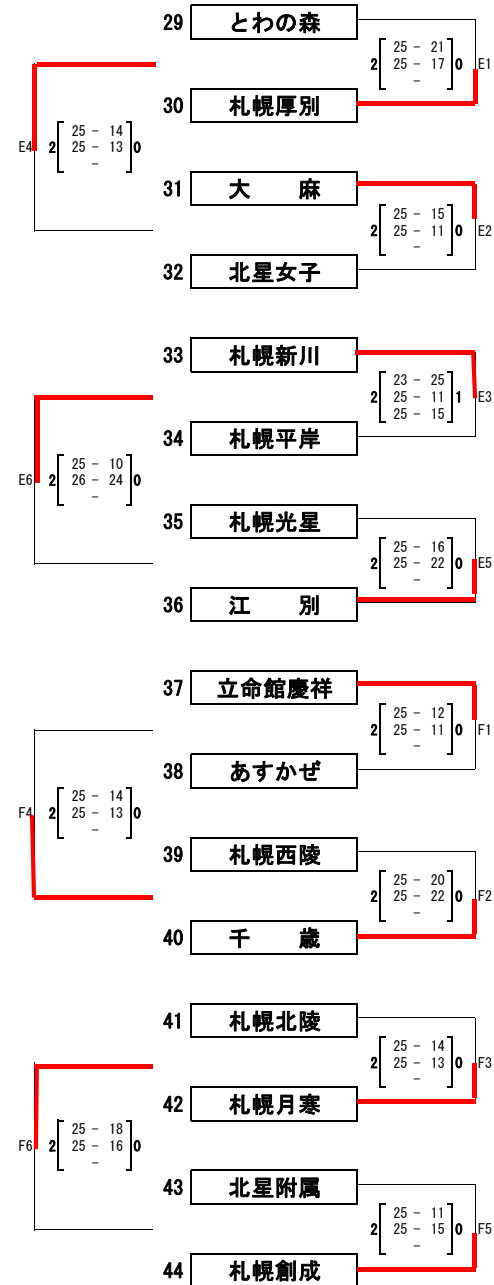 29 とわの森
25 - 21
2 25 - 17 0 E1
-
30 札幌厚別
25 - 14
E4 2 25 - 13 0
-
31 大　麻
25 - 15
2 25 - 11 0 E2
-
32 北星女子
33 札幌新川
23 - 25
2 25 - 11 1 E3
25 - 15
34 札幌平岸
25 - 10
E6 2 26 - 24 0
-
35 札幌光星
25 - 16
2 25 - 22 0 E5
-
36 江　別
37 立命館慶祥
25 - 12
2 25 - 11 0 F1
-
38 あすかぜ
25 - 14
F4 2 25 - 13 0
-
39 札幌西陵
25 - 20
2 25 - 22 0 F2
-
40 千　歳
41 札幌北陵
25 - 14
2 25 - 13 0 F3
-
42 札幌月寒
25 - 18
F6 2 25 - 16 0
-
43 北星附属
25 - 11
2 25 - 15 0 F5
-
44 札幌創成